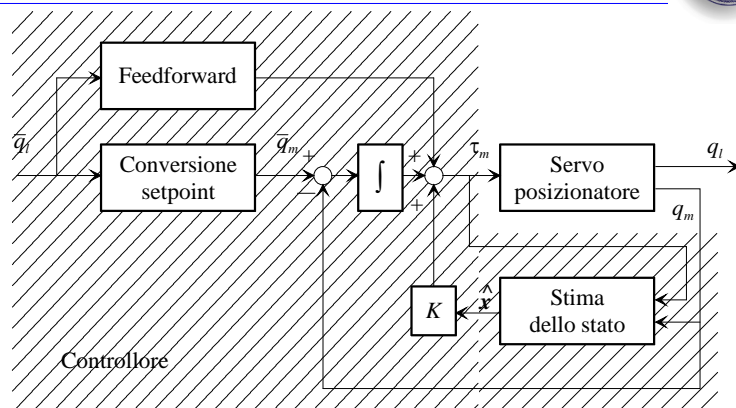 Feedforward
q̅l
Conversione
setpoint
q̅m
+
−
∫
+
+
τm
Servo
posizionatore
ql
qm
K
x̂
Stima
dello stato
Controllore